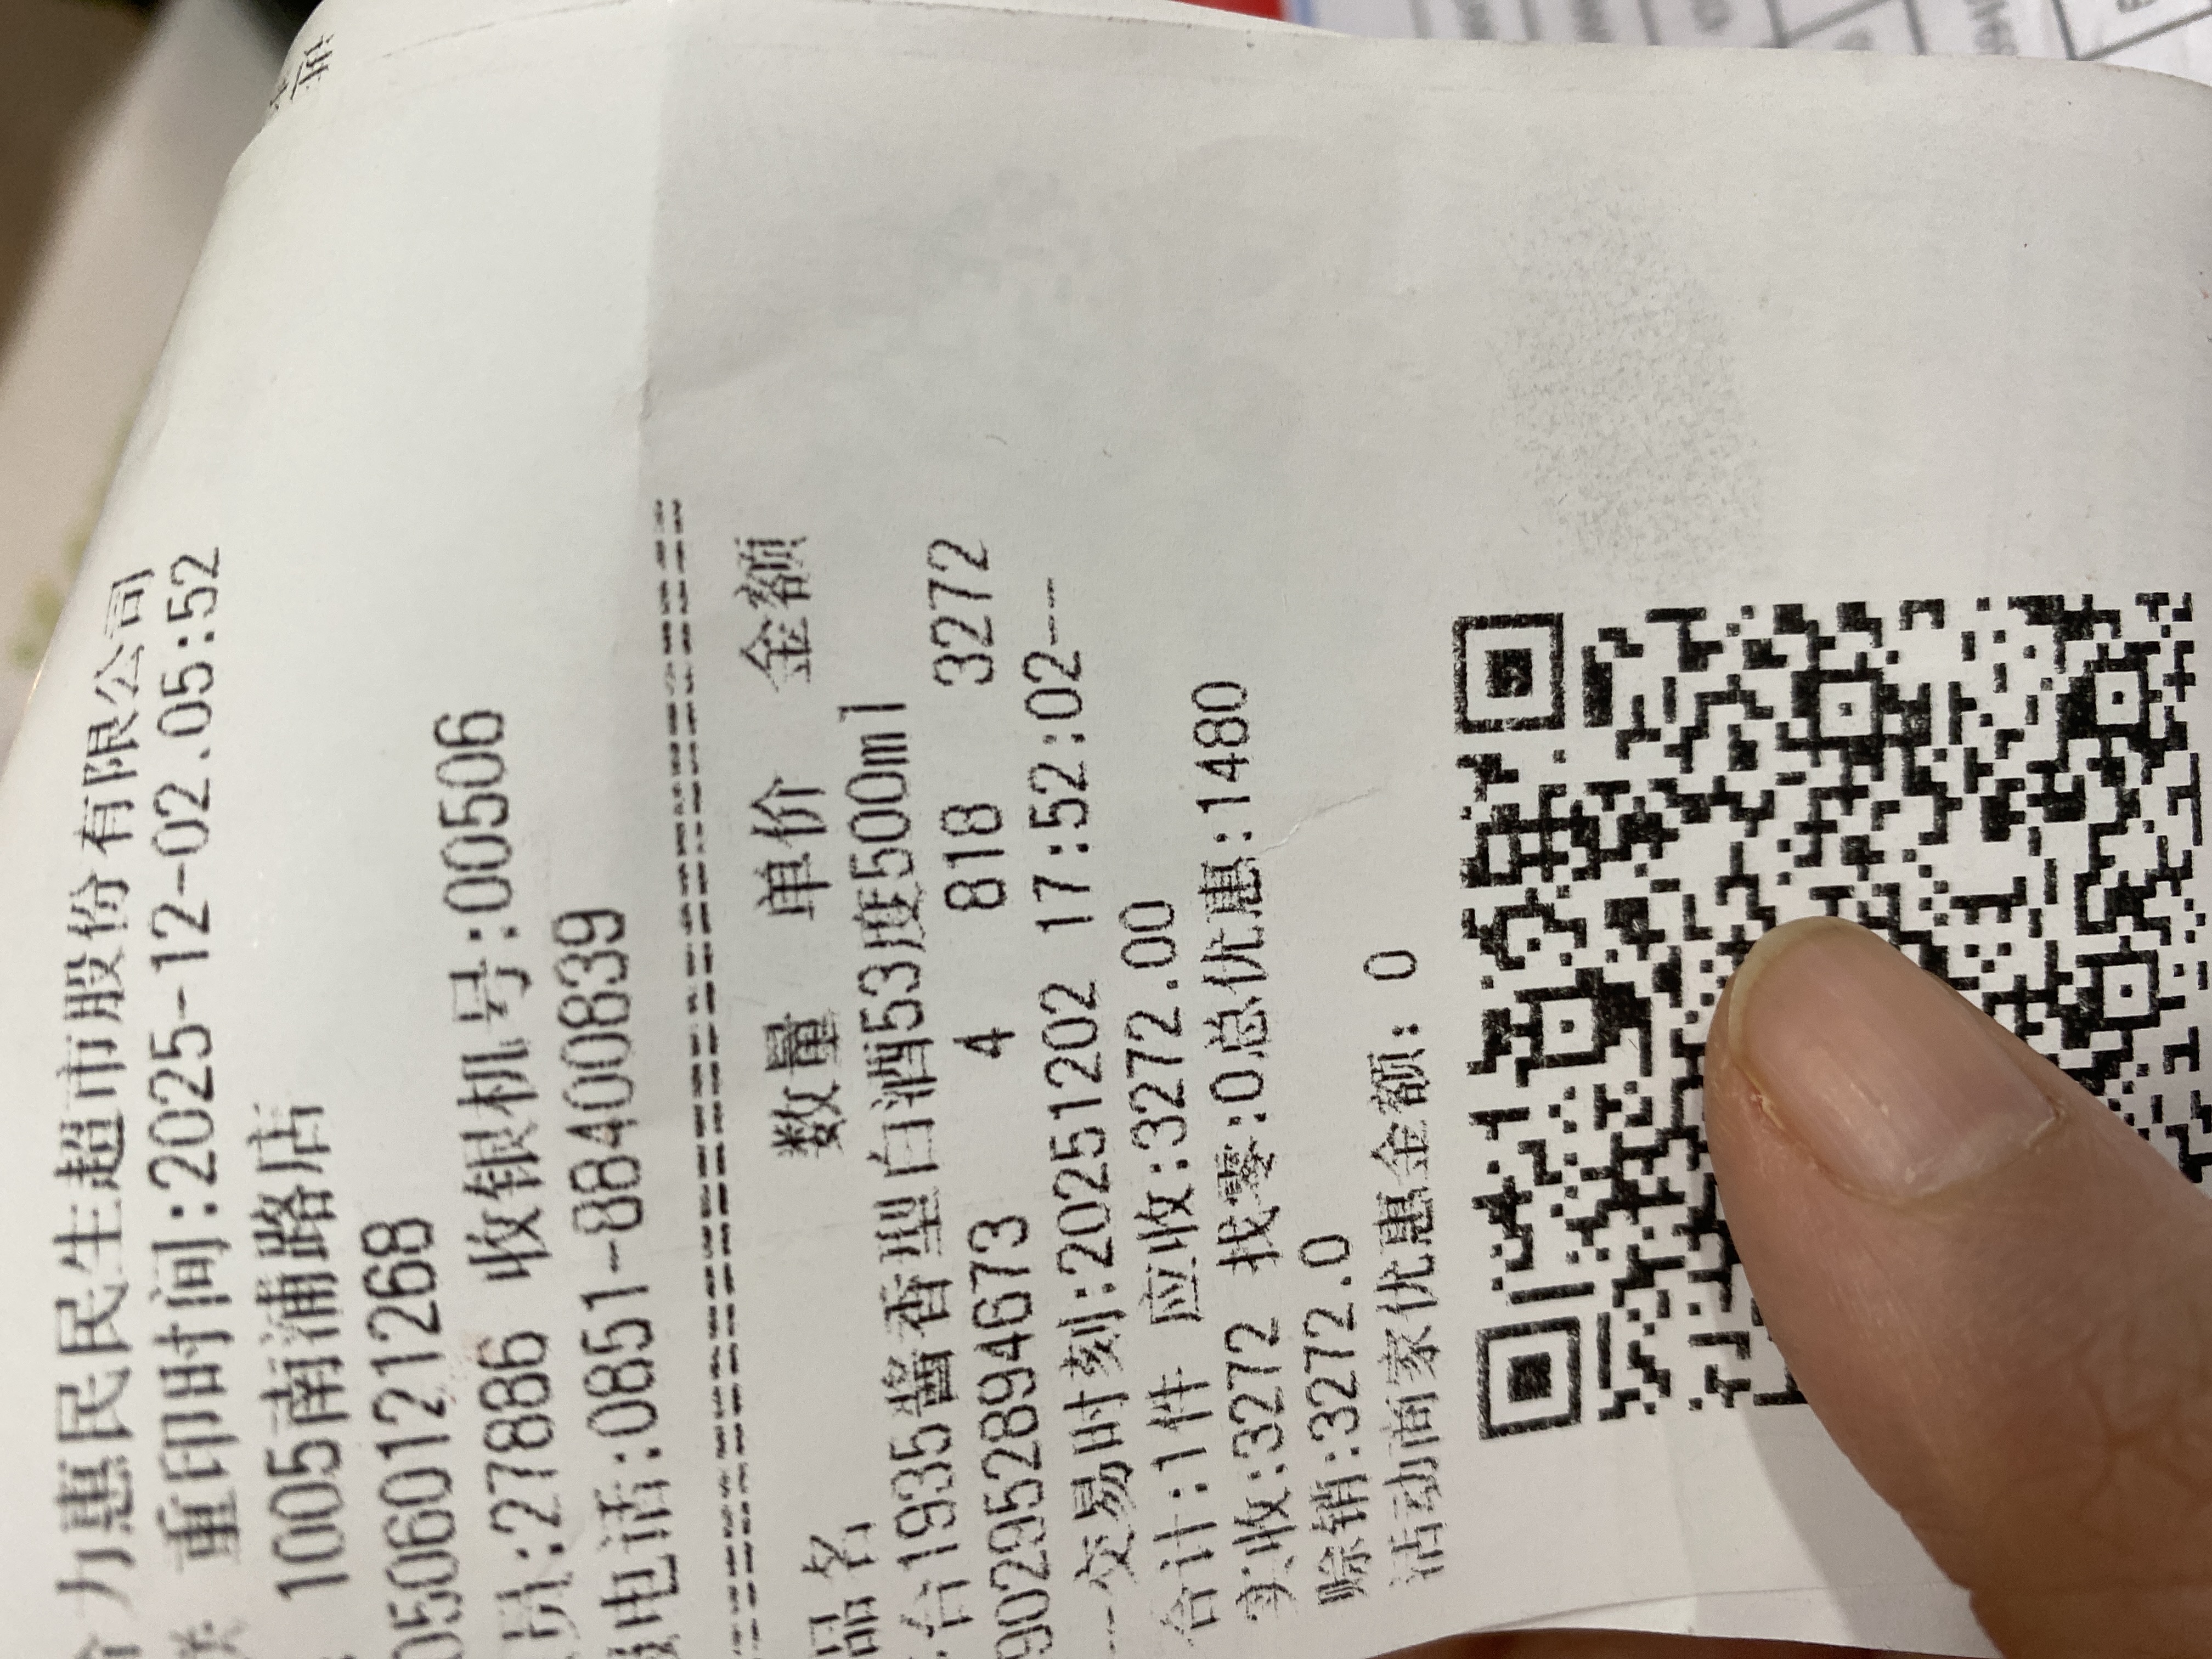 力惠民民生超市股份有限公司
重印时间:2025-12-02.05:52
1005南浦路店
05060121268
员:27886 收银机号:00506
电话:0851-88400839
品名 数量 单价 金额
台1935酱香型白酒53度500ml
902952894673 4 818 3272
--交易时刻:20251202 17:52:02--
合计:1件 应收:3272.00
实收:3272 找零:0总优惠:1480
赊销:3272.0
活动商家优惠金额: 0